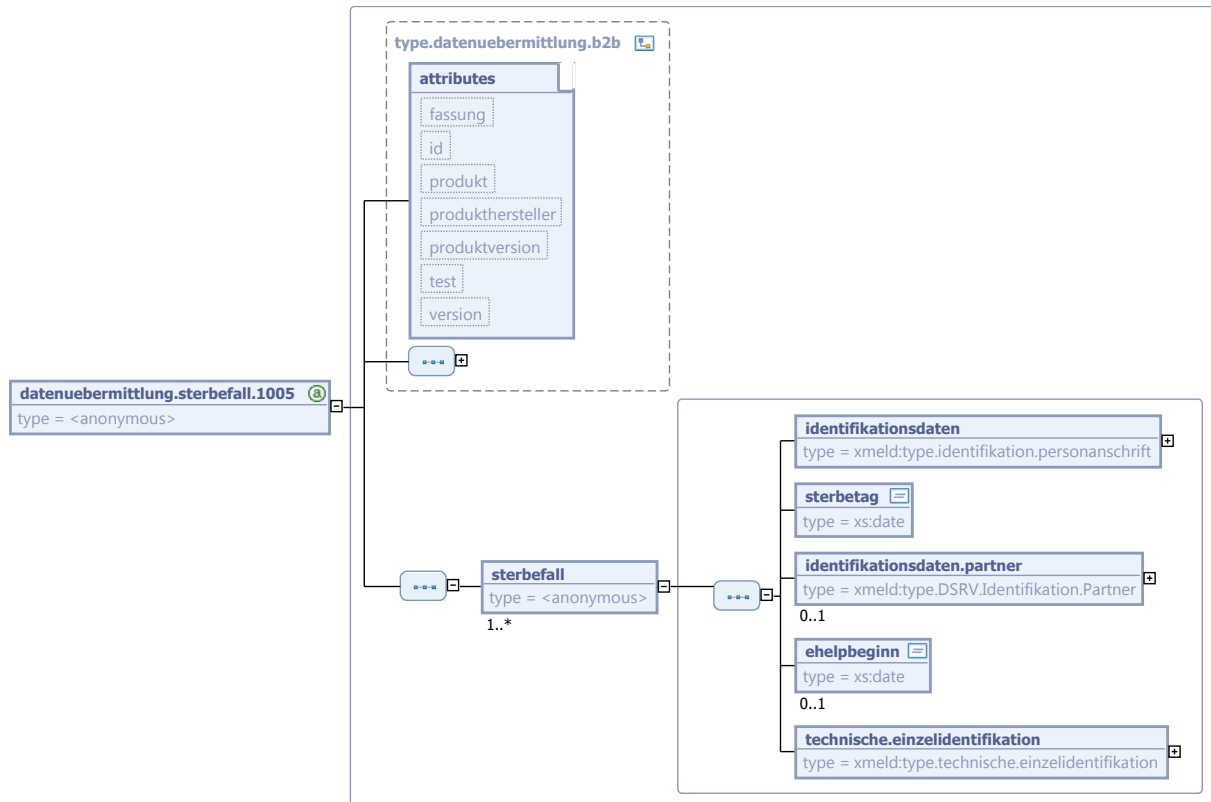 type.datenuebermittlung.b2b
attributes
fassung
id
produkt
produkthersteller
produktversion
test
version
datenuebermittlung.sterbefall.1005 a
type = <anonymous>
sterbefall
type = <anonymous>
1..*
identifikationsdaten
type = xmeld:type.identifikation.personanschrift
sterbetag
type = xs:date
identifikationsdaten.partner
type = xmeld:type.DSRV.Identifikation.Partner
0..1
ehelpbeginn
type = xs:date
0..1
technische.einzelidentifikation
type = xmeld:type.technische.einzelidentifikation